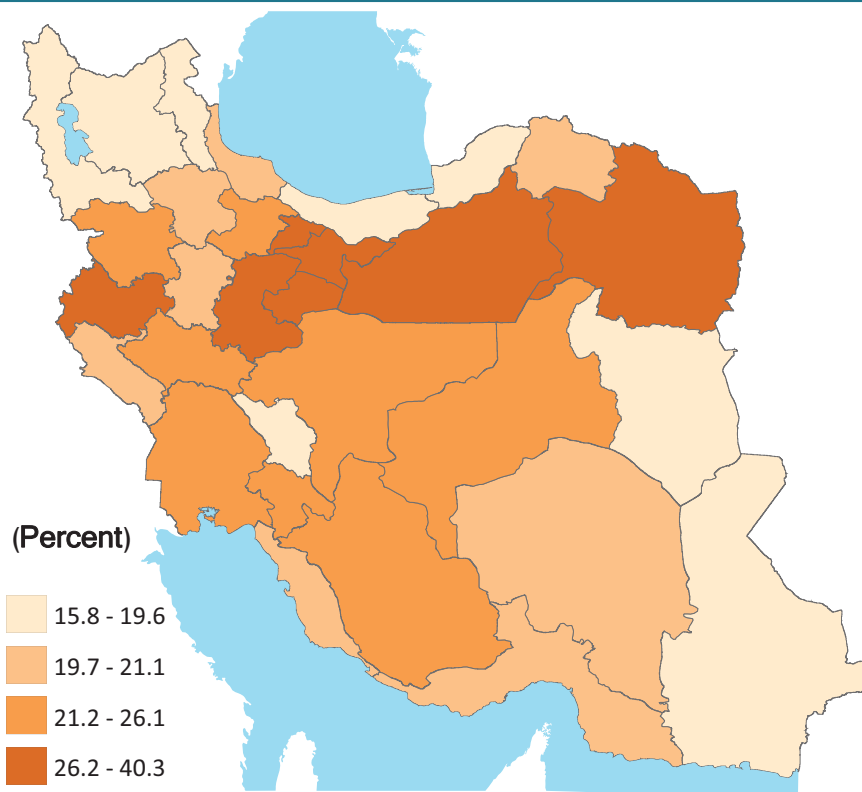 (Percent)
15.8 - 19.6
19.7 - 21.1
21.2 - 26.1
26.2 - 40.3